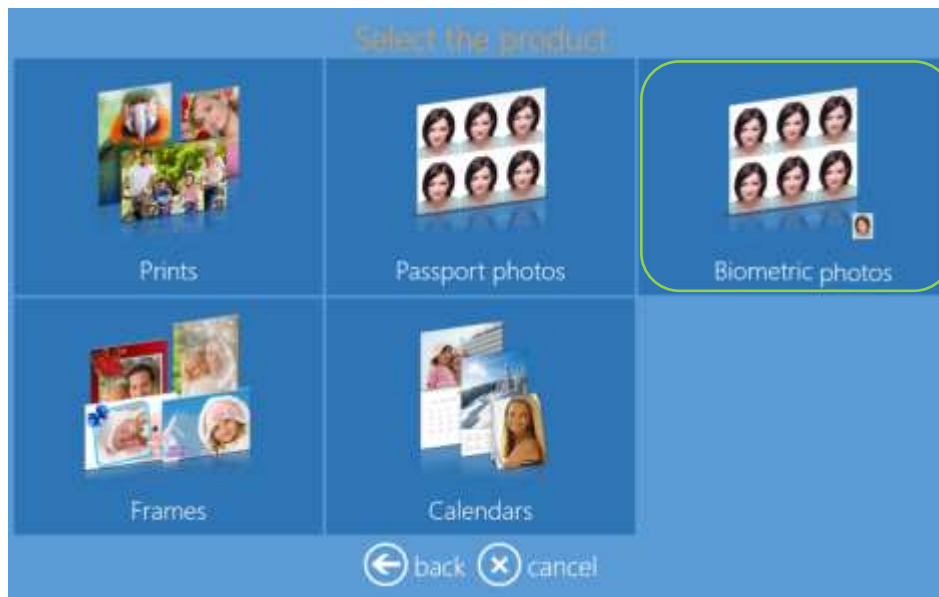 Select the product
Prints
Passport photos
Biometric photos
Frames
Calendars
back
cancel